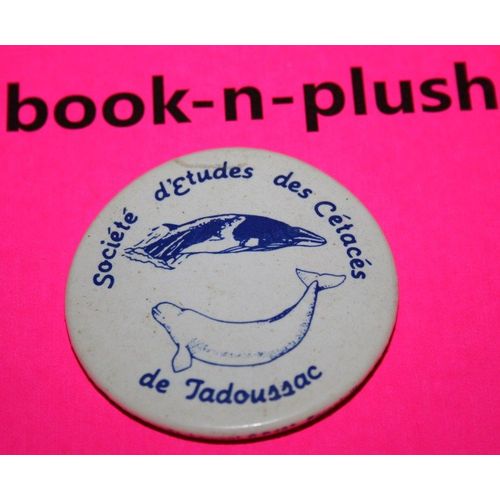 book-n-plush
Société d'Etudes des Cétacés
de Tadoussac